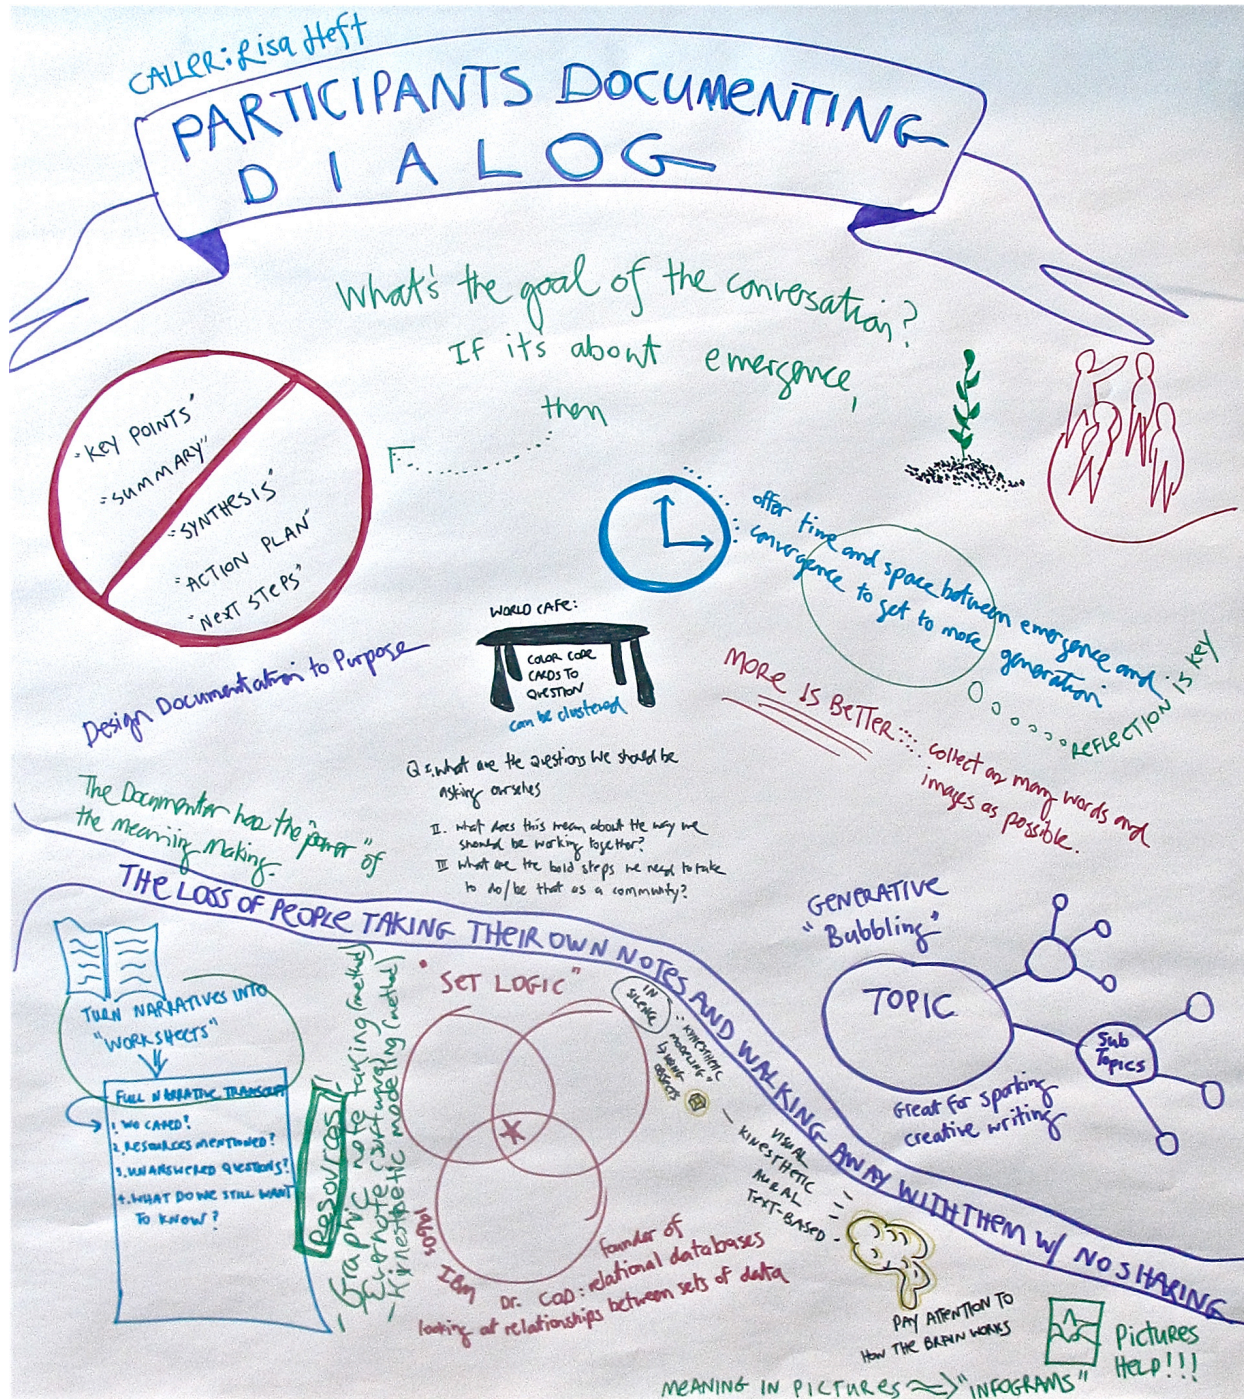 CALLER: Lisa Heft
PARTICIPANTS DOCUMENTING
DIALOG
What's the goal of the conversation?
If it's about emergence,
then
"KEY POINTS"
"SUMMARY"
"SYNTHESIS"
"ACTION PLAN"
"NEXT STEPS"
offer time and space between emergence and
convergence to get to more generation
REFLECTION IS KEY
Design Documentation to Purpose
WORLD CAFE:
COLOR CODE
CARDS TO
QUESTION
can be clustered
MORE IS BETTER
collect as many words and
images as possible.
Q I. What are the questions we should be
asking ourselves
II. What does this mean about the way we
should be working together?
III What are the bold steps we need to take
to do/be that as a community?
The Documenter has the "power" of
the Meaning Making.
THE LOSS OF PEOPLE TAKING THEIR OWN NOTES AND WALKING AWAY WITH THEM W/ NO SHARING
GENERATIVE
"Bubbling"
TOPIC
Sub
Topics
Great for sparking
creative writing
TURN NARRATIVES INTO
"WORKSHEETS"
FULL NARRATIVE TRANSCRIPT
1. WO CARED?
2. RESOURCES MENTIONED?
3. UNANSWERED QUESTIONS?
4. WHAT DO WE STILL WANT
TO KNOW?
Resources!!
- Graphic note taking (method)
- Evernote (software)
- Kinesthetic modeling (method)
"SET LOGIC"
1960s IBM
Dr. COD: founder of
relational databases
looking at relationships between sets of data
IN
SILENCE
"KINESTHETIC
MODELING"
USING
OBJECTS
VISUAL
KINESTHETIC
AURAL
TEXT-BASED
PAY ATTENTION TO
HOW THE BRAIN WORKS
Pictures
HELP!!!
MEANING IN PICTURES => "INFOGRAMS"